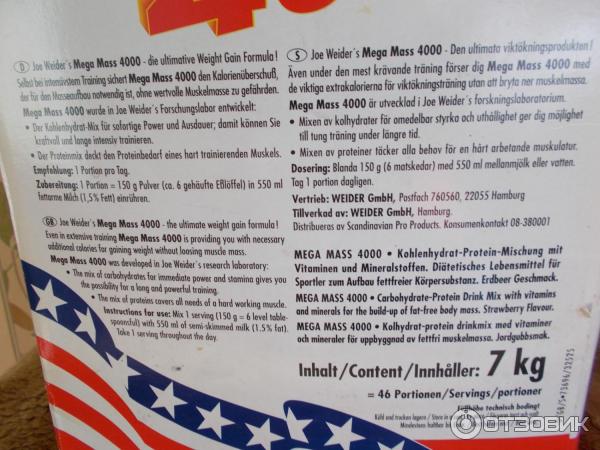 40
D Joe Weider's Mega Mass 4000 - die ultimative Weight Gain Formula!
Selbst bei intensivstem Training sichert Mega Mass 4000 den Kalorienüberschuß,
der für den Masseaufbau notwendig ist, ohne wertvolle Muskelmasse zu gefährden.
Mega Mass 4000 wurde in Joe Weider's Forschungslabor entwickelt:
• Der Kohlenhydrat-Mix für sofortige Power und Ausdauer; damit können Sie
kraftvoll und lange intensiv trainieren.
• Der Proteinmix deckt den Proteinbedarf eines hart trainierenden Muskels.
Empfehlung: 1 Portion pro Tag.
Zubereitung: 1 Portion = 150 g Pulver (ca. 6 gehäufte Eßlöffel) in 550 ml
fettarme Milch (1,5% Fett) einrühren.
GB Joe Weider's Mega Mass 4000 - the ultimate weight gain formula!
Even in extensive training Mega Mass 4000 is providing you with necessary
additional calories for gaining weight without loosing muscle mass.
Mega Mass 4000 was developed in Joe Weider's research laboratory:
• The mix of carbohydrates for immediate power and stamina gives you
the possibility for a long and powerful training.
• The mix of proteins covers all needs of a hard working muscle.
Instructions for use: Mix 1 serving (150 g = 6 level table-
spoonsful) with 550 ml of semi-skimmed milk (1.5% fat).
Take 1 serving throughout the day.
S Joe Weider's Mega Mass 4000 - Den ultimata viktökningsprodukten!
Även under den mest krävande träning förser dig Mega Mass 4000 med
de viktiga extrakalorierna för viktökningsträning utan att bryta ner muskelmassa.
Mega Mass 4000 är utvecklad i Joe Weider's forskningslaboratorium.
• Mixen av kolhydrater för omedelbar styrka och uthållighet ger dig möjlighet
till tung träning under längre tid.
• Mixen av proteiner täcker alla behov för en hårt arbetande muskulatur.
Dosering: Blanda 150 g (6 matskedar) med 550 ml mellanmjölk eller vatten.
Tag 1 portion dagligen.
Vertrieb: WEIDER GmbH, Postfach 760560, 22055 Hamburg
Tillverkad av: WEIDER GmbH, Hamburg.
Distribueras av Scandinavian Pro Products. Konsumentkontakt 08-380001
MEGA MASS 4000 • Kohlenhydrat-Protein-Mischung mit
Vitaminen und Mineralstoffen. Diätetisches Lebensmittel für
Sportler zum Aufbau fettfreier Körpersubstanz. Erdbeer Geschmack.
MEGA MASS 4000 • Carbohydrate-Protein Drink Mix with vitamins
and minerals for the build-up of fat-free body mass. Strawberry Flavour.
MEGA MASS 4000 • Kolhydrat-protein drinkmix med vitaminer
och mineraler för uppbyggnad av fettfri muskelmassa. Jordgubbsmak.
Inhalt/Content/Innhåller: 7 kg
= 46 Portionen/Servings/portioner
Füllhöhe technisch bedingt
Kühl und trocken lagern / Store in
Mindestens haltbar
ОТЗОВИК